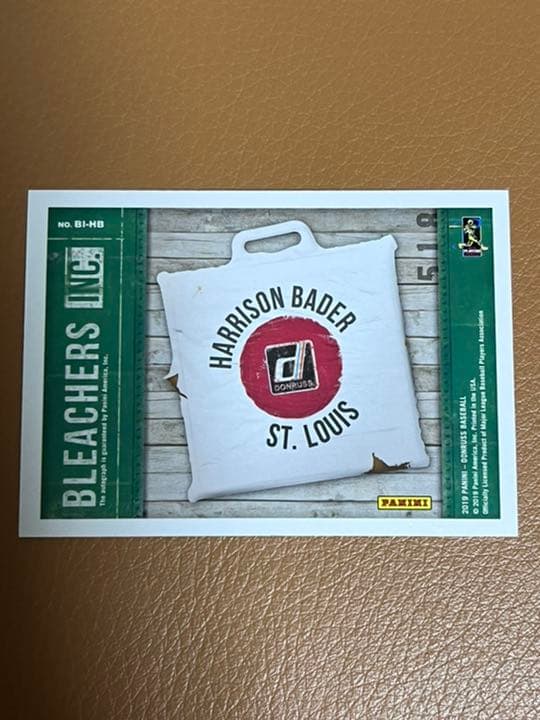 NO. BI-HB
BLEACHERS INC.
The autograph is guaranteed by Panini America, Inc.
HARRISON BADER
DONRUSS
ST. LOUIS
518
PANINI
2019 PANINI – DONRUSS BASEBALL
© 2019 Panini America, Inc. Printed in the USA.
Officially Licensed Product of Major League Baseball Players Association